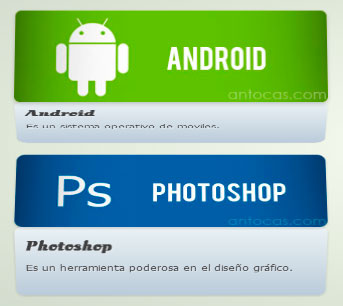 ANDROID
antocas.com
Android
Es un sistema operativo de moviles.
Ps PHOTOSHOP
antocas.com
Photoshop
Es un herramienta poderosa en el diseño gráfico.